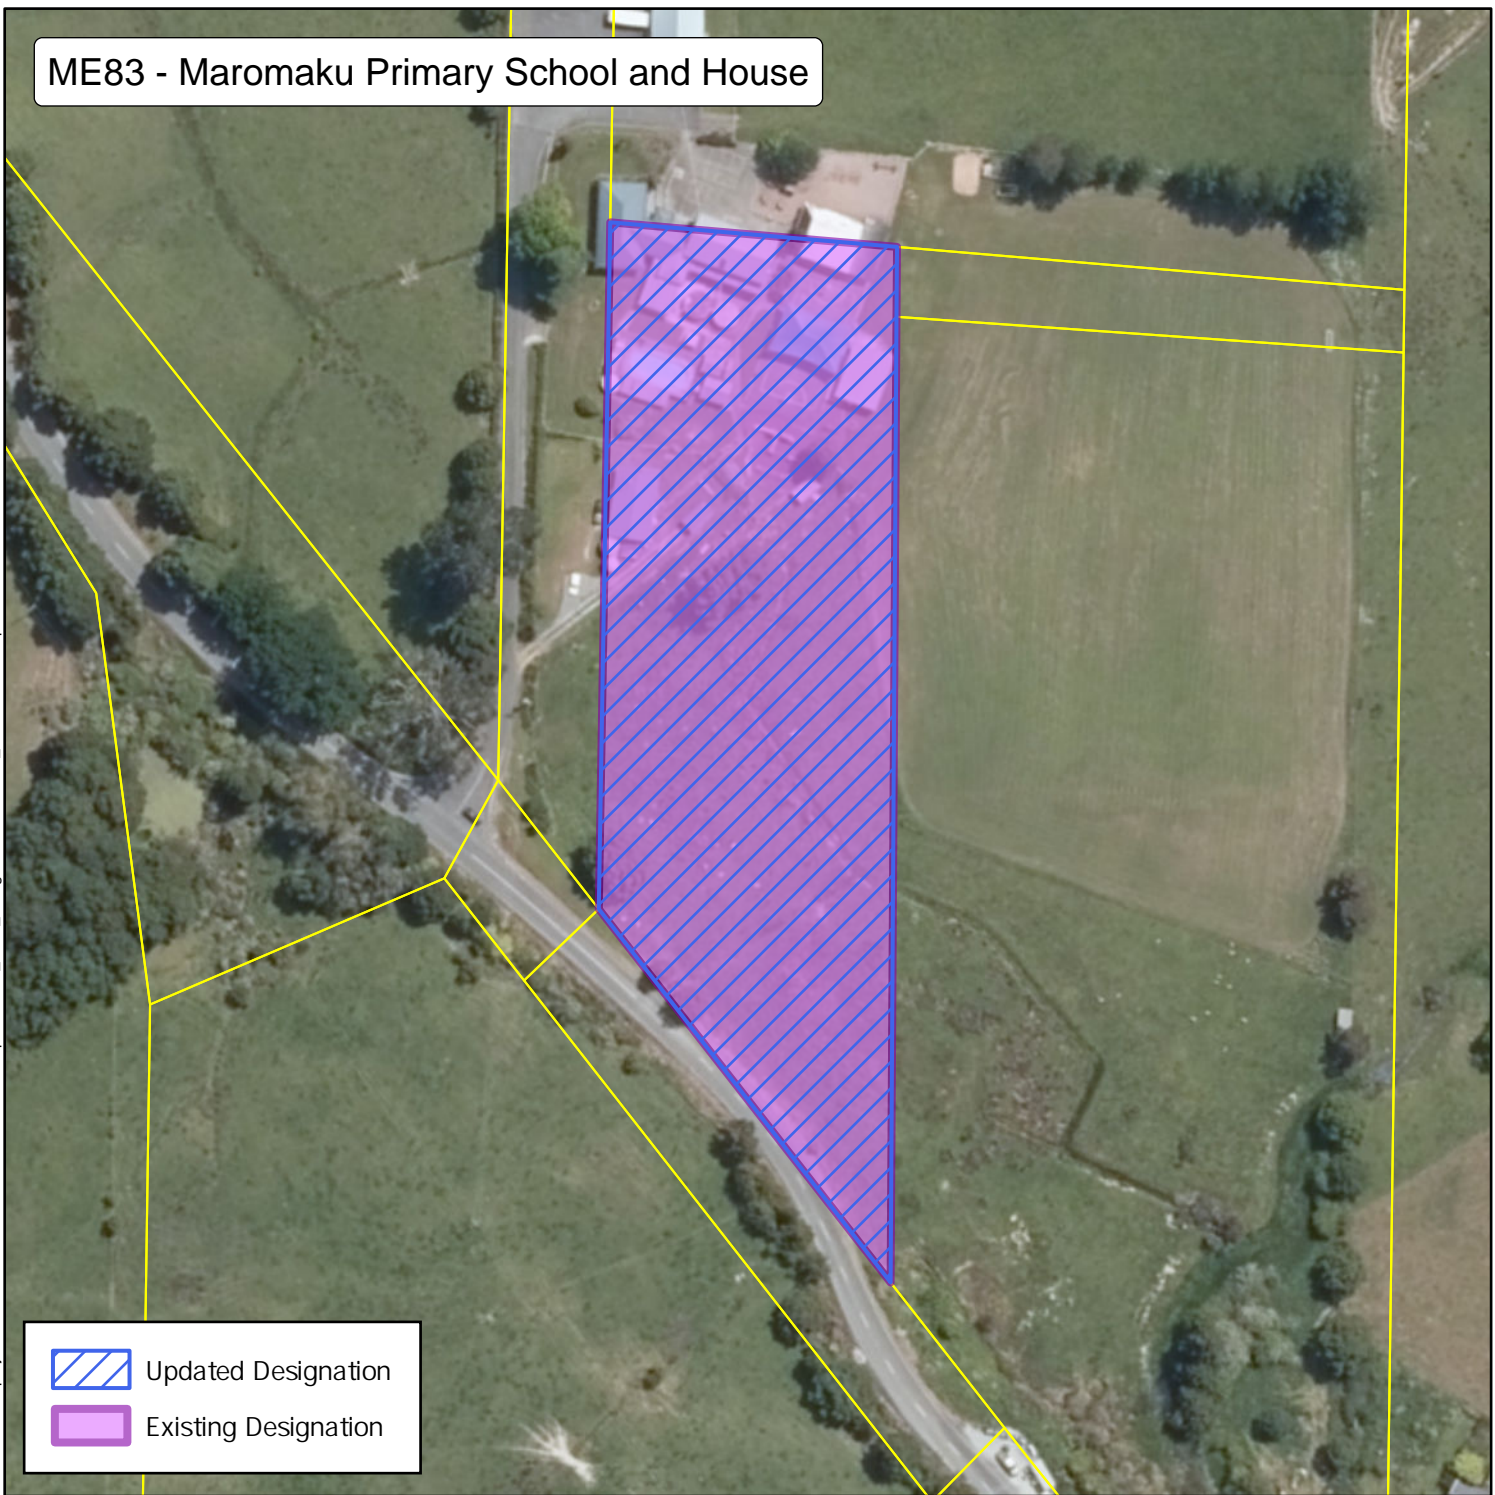 ME83 - Maromaku Primary School and House
Updated Designation
Existing Designation